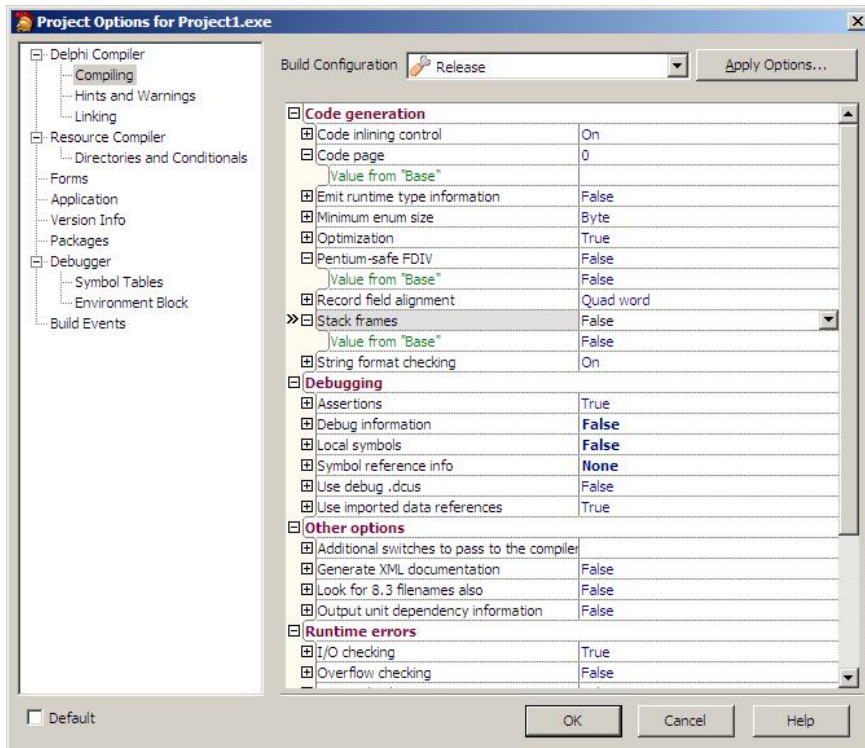 Project Options for Project1.exe
Delphi Compiler
Compiling
Hints and Warnings
Linking
Resource Compiler
Directories and Conditionals
Forms
Application
Version Info
Packages
Debugger
Symbol Tables
Environment Block
Build Events
Build Configuration Release Apply Options...
Code generation
Code inlining control On
Code page 0
Value from "Base"
Emit runtime type information False
Minimum enum size Byte
Optimization True
Pentium-safe FDIV False
Value from "Base" False
Record field alignment Quad word
Stack frames False
Value from "Base" False
String format checking On
Debugging
Assertions True
Debug information False
Local symbols False
Symbol reference info None
Use debug .dcus False
Use imported data references True
Other options
Additional switches to pass to the compiler
Generate XML documentation False
Look for 8.3 filenames also False
Output unit dependency information False
Runtime errors
I/O checking True
Overflow checking False
Default OK Cancel Help